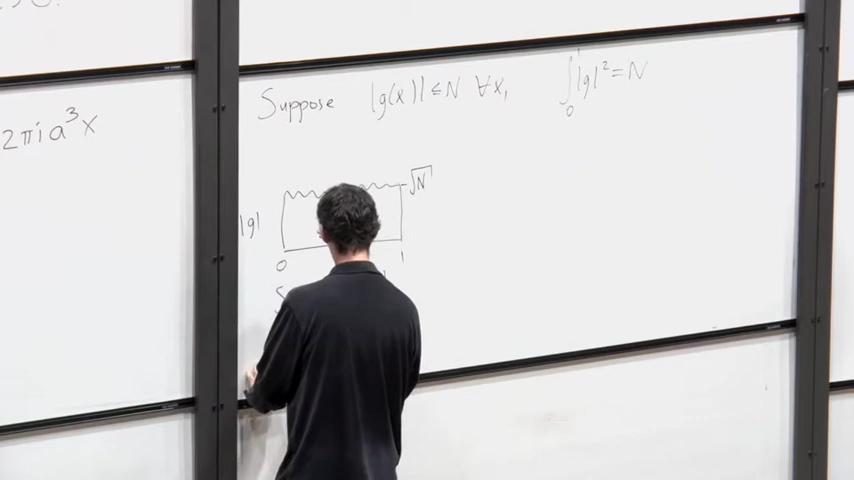 2πia³x
Suppose |g(x)| ≤ N ∀x, ∫₀¹ |g|² = N
√N
|g|
0 1